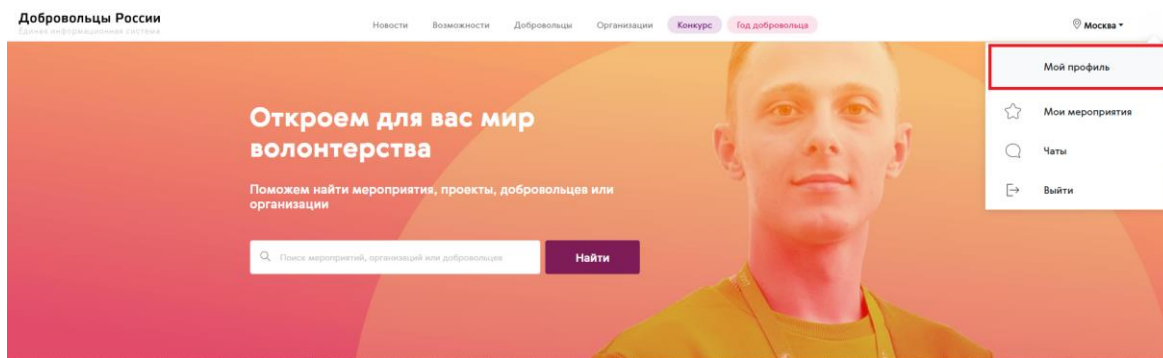 Добровольцы России
Единая информационная система
Новости Возможности Добровольцы Организации Конкурс Год добровольца
Москва
Мой профиль
Мои мероприятия
Чаты
Выйти
Откроем для вас мир
волонтерства
Поможем найти мероприятия, проекты, добровольцев или
организации
Поиск мероприятий, организаций или добровольцев
Найти